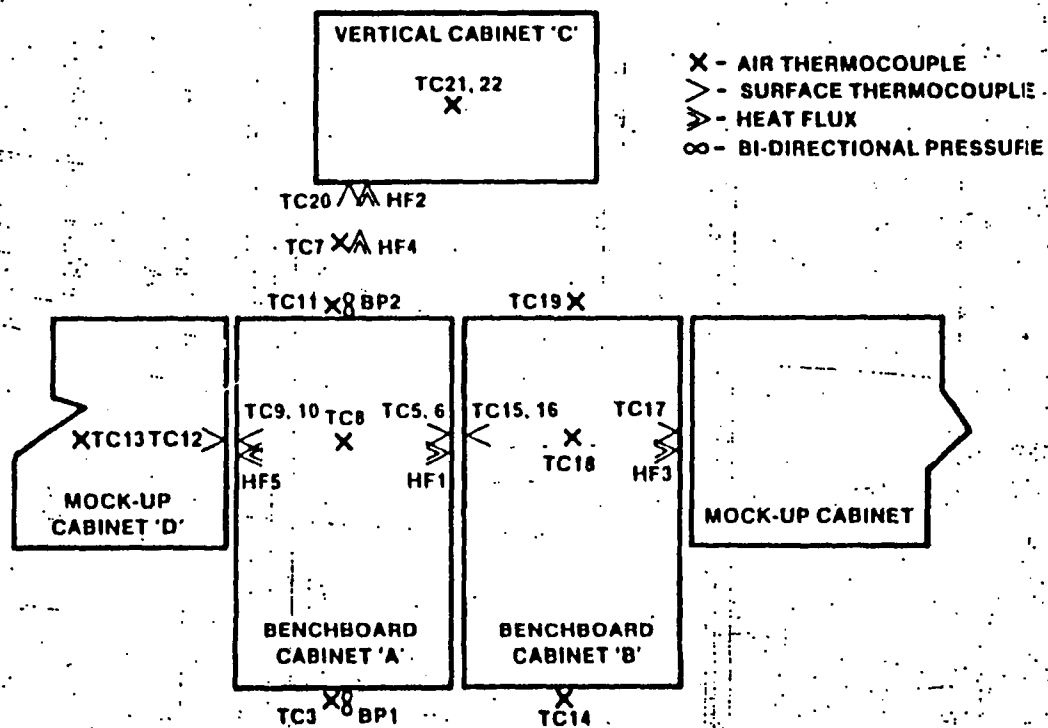 VERTICAL CABINET 'C'
TC21, 22
X - AIR THERMOCOUPLE
> - SURFACE THERMOCOUPLE
- HEAT FLUX
∞ - BI-DIRECTIONAL PRESSURE
TC20 HF2
TC7 HF4
TC11 BP2
TC19
TC9, 10
TC8
TC5, 6
TC15, 16
TC17
TC13 TC12
TC18
HF5
HF1
HF3
MOCK-UP
CABINET 'D'
MOCK-UP CABINET
BENCHBOARD
CABINET 'A'
BENCHBOARD
CABINET 'B'
TC3 BP1
TC14